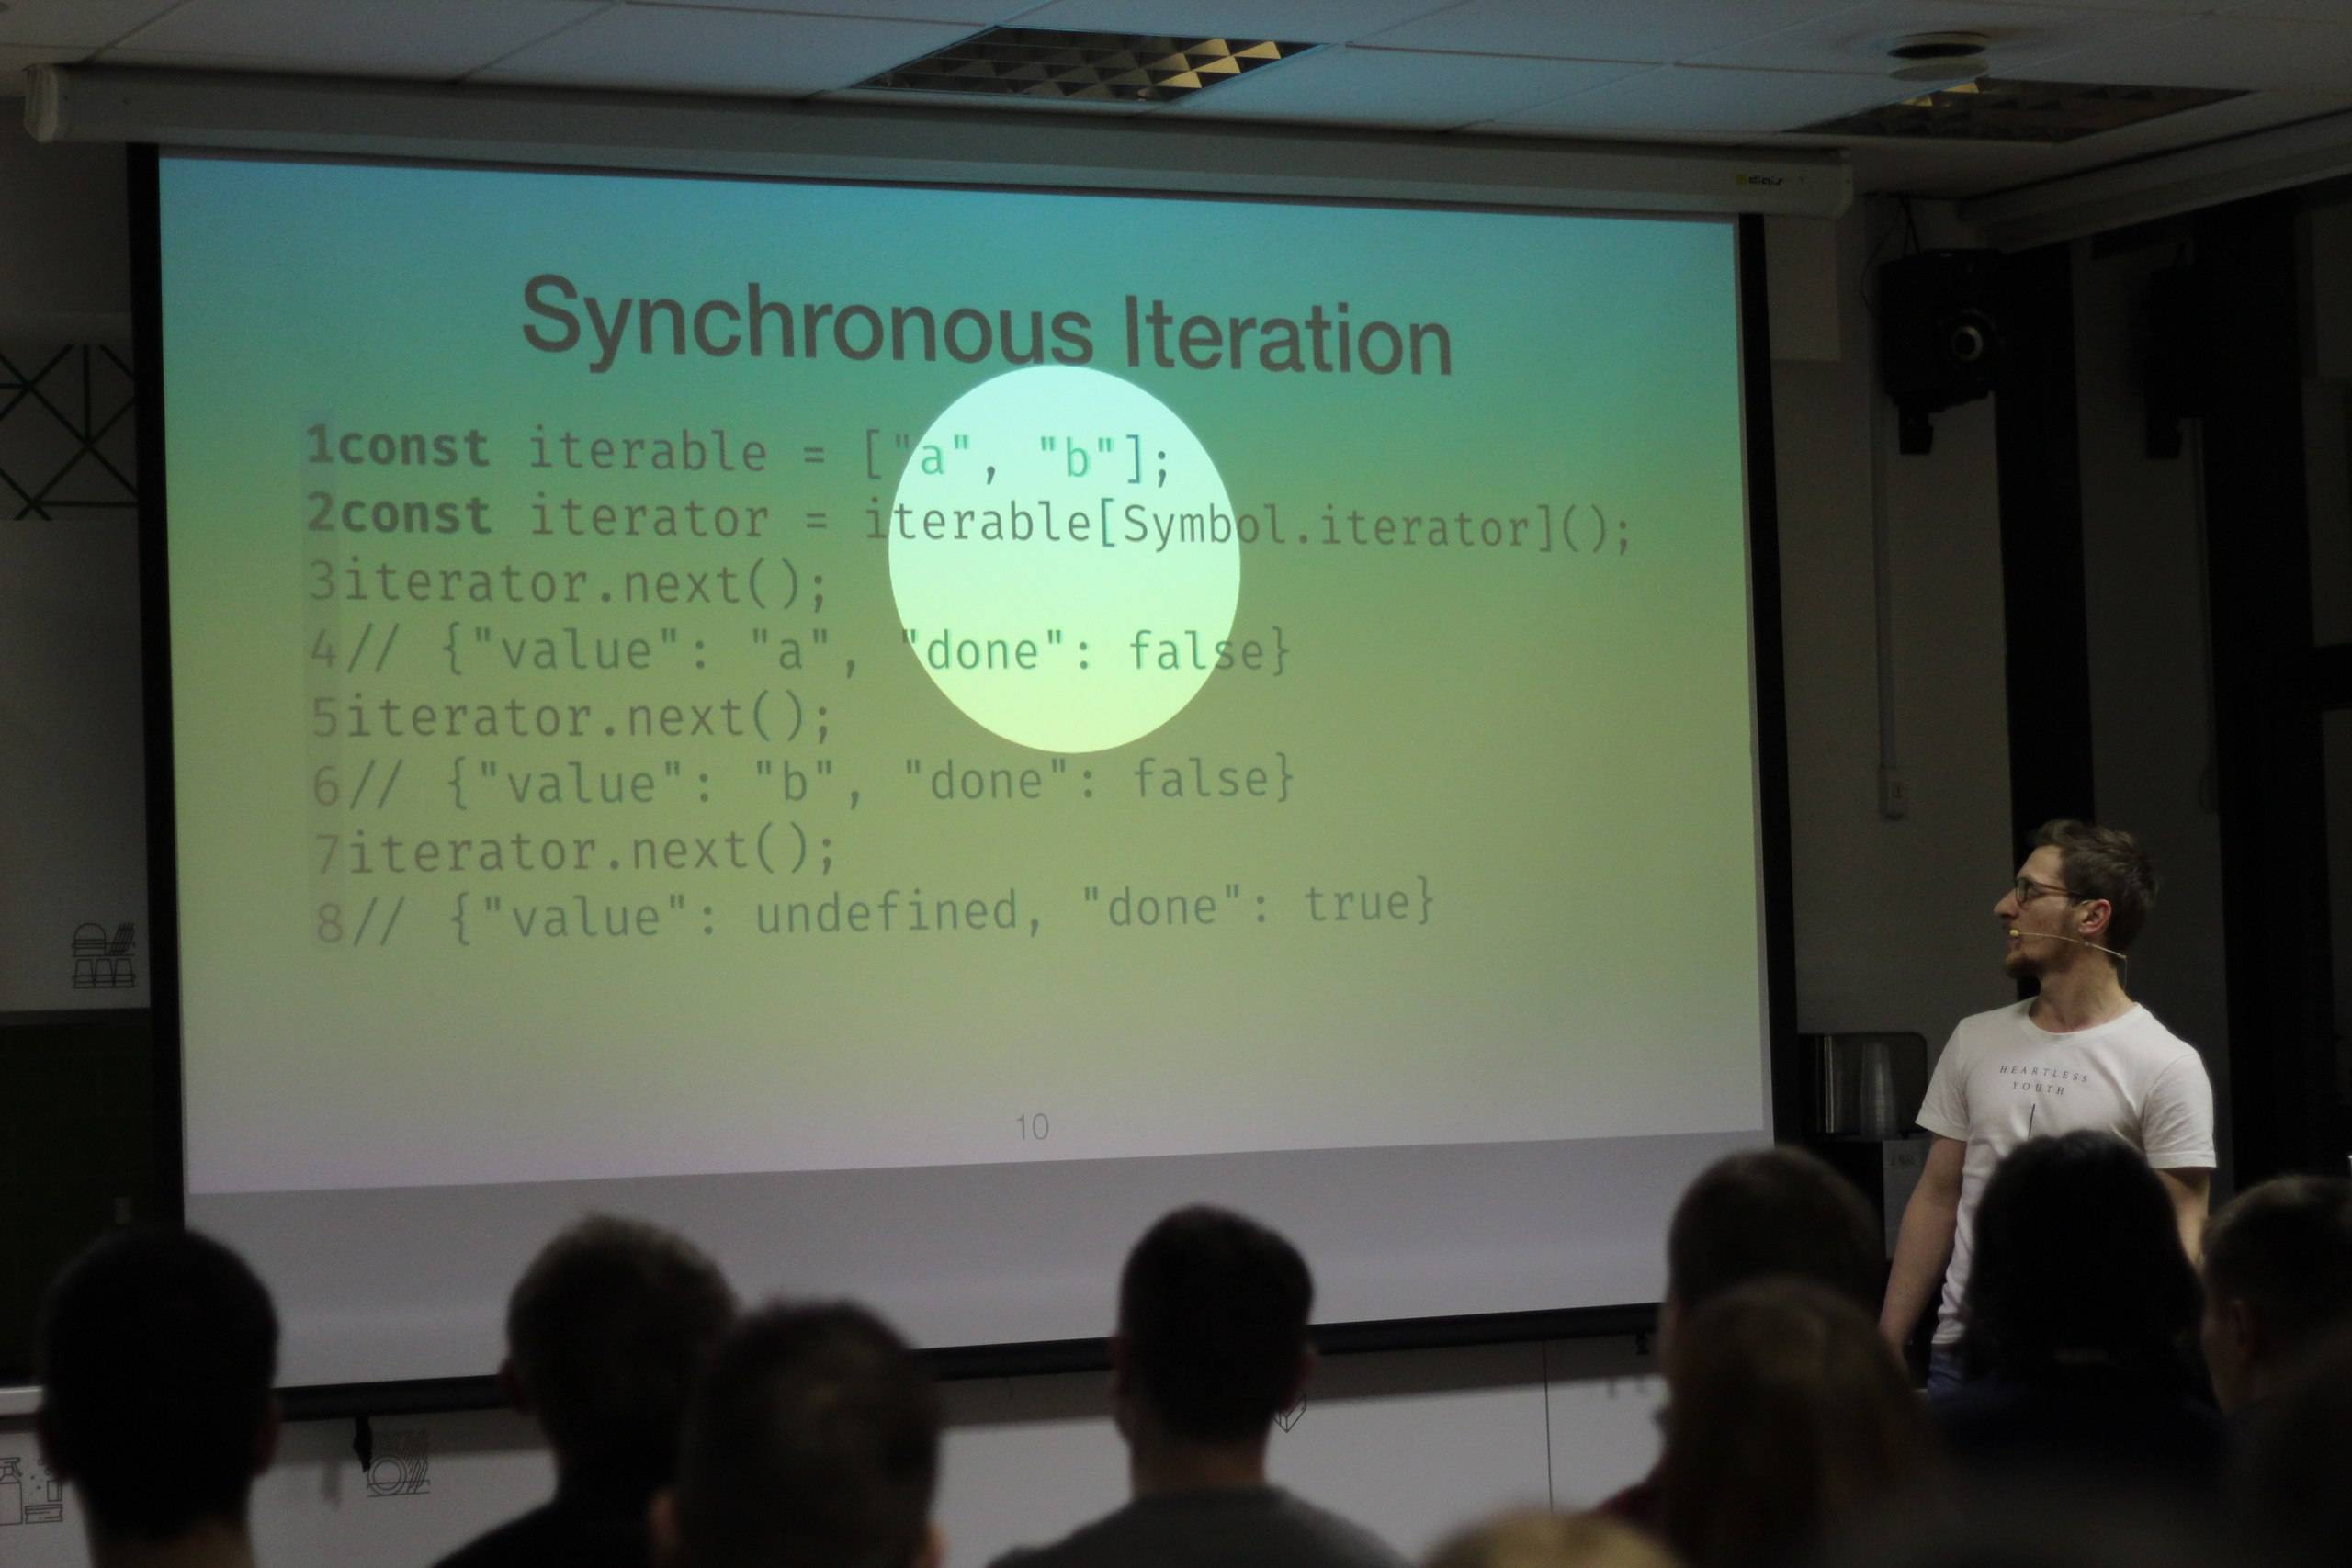 Synchronous Iteration
1const iterable = ["a", "b"];
2const iterator = iterable[Symbol.iterator]();
3iterator.next();
4// {"value": "a", "done": false}
5iterator.next();
6// {"value": "b", "done": false}
7iterator.next();
8// {"value": undefined, "done": true}
10
HEARTLESS
YOUTH